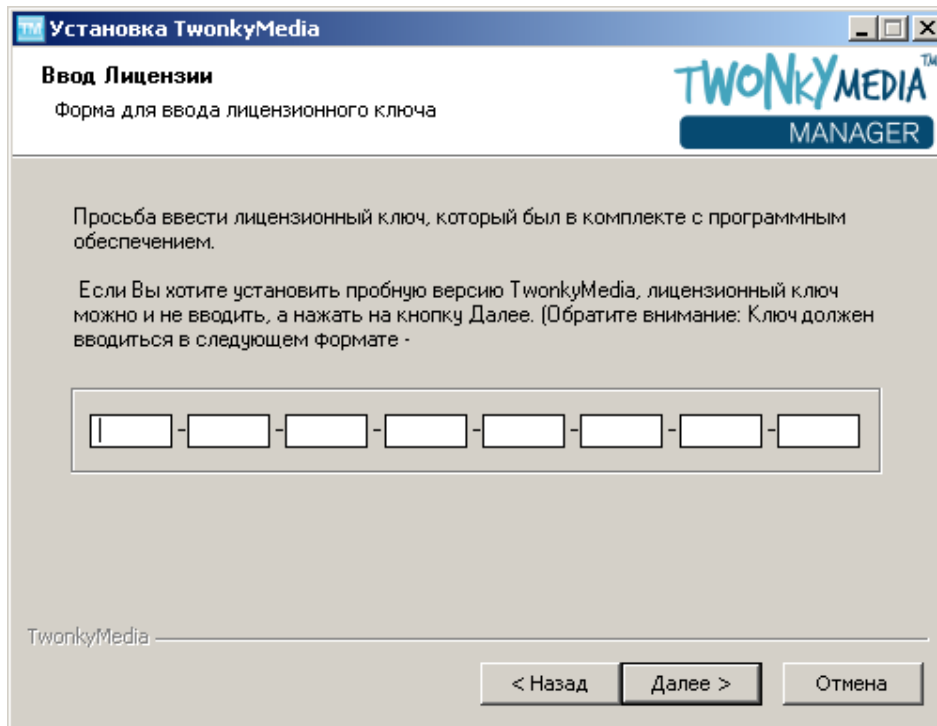 Установка TwonkyMedia
Ввод Лицензии
Форма для ввода лицензионного ключа
TWONKYMEDIA™
MANAGER
Просьба ввести лицензионный ключ, который был в комплекте с программным
обеспечением.
Если Вы хотите установить пробную версию TwonkyMedia, лицензионный ключ
можно и не вводить, а нажать на кнопку Далее. (Обратите внимание: Ключ должен
вводиться в следующем формате -
- - - - - - -
TwonkyMedia
< Назад
Далее >
Отмена